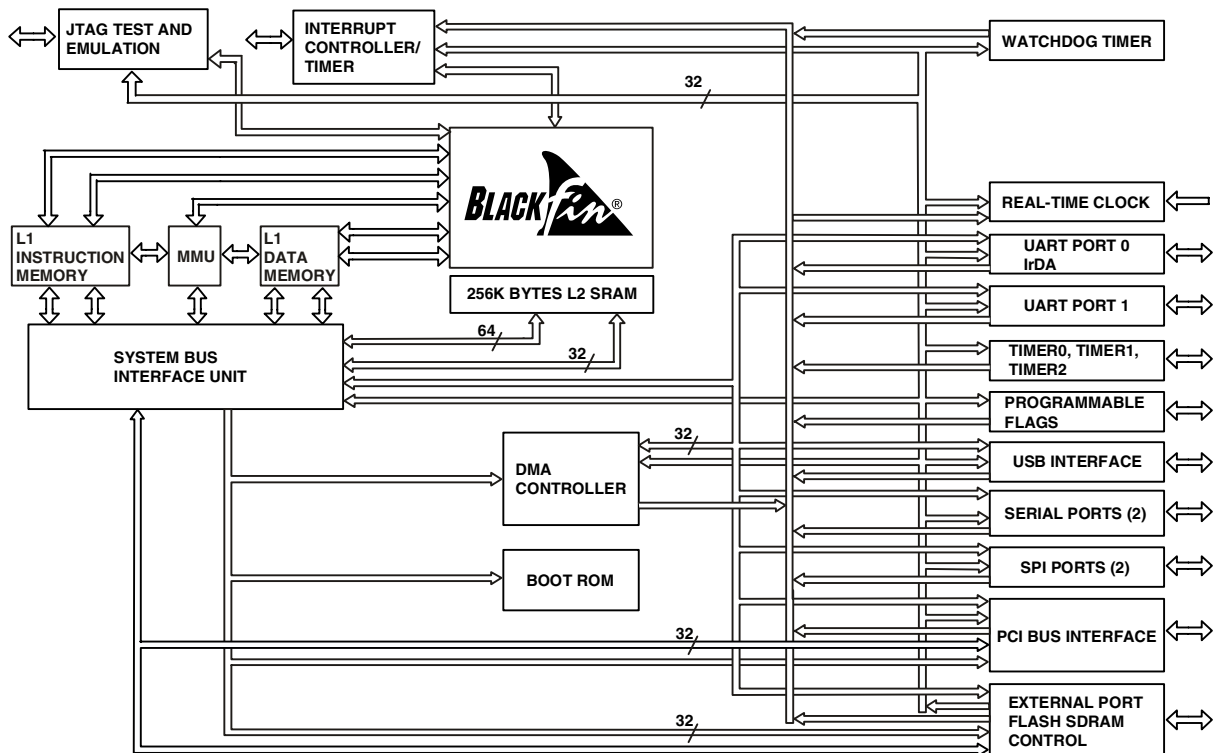 JTAG TEST AND
EMULATION
INTERRUPT
CONTROLLER/
TIMER
WATCHDOG TIMER
32
BLACKfin®
REAL-TIME CLOCK
L1
INSTRUCTION
MEMORY
MMU
L1
DATA
MEMORY
UART PORT 0
IrDA
256K BYTES L2 SRAM
UART PORT 1
64
32
SYSTEM BUS
INTERFACE UNIT
TIMER0, TIMER1,
TIMER2
PROGRAMMABLE
FLAGS
32
DMA
CONTROLLER
USB INTERFACE
SERIAL PORTS (2)
BOOT ROM
SPI PORTS (2)
32
PCI BUS INTERFACE
32
EXTERNAL PORT
FLASH SDRAM
CONTROL